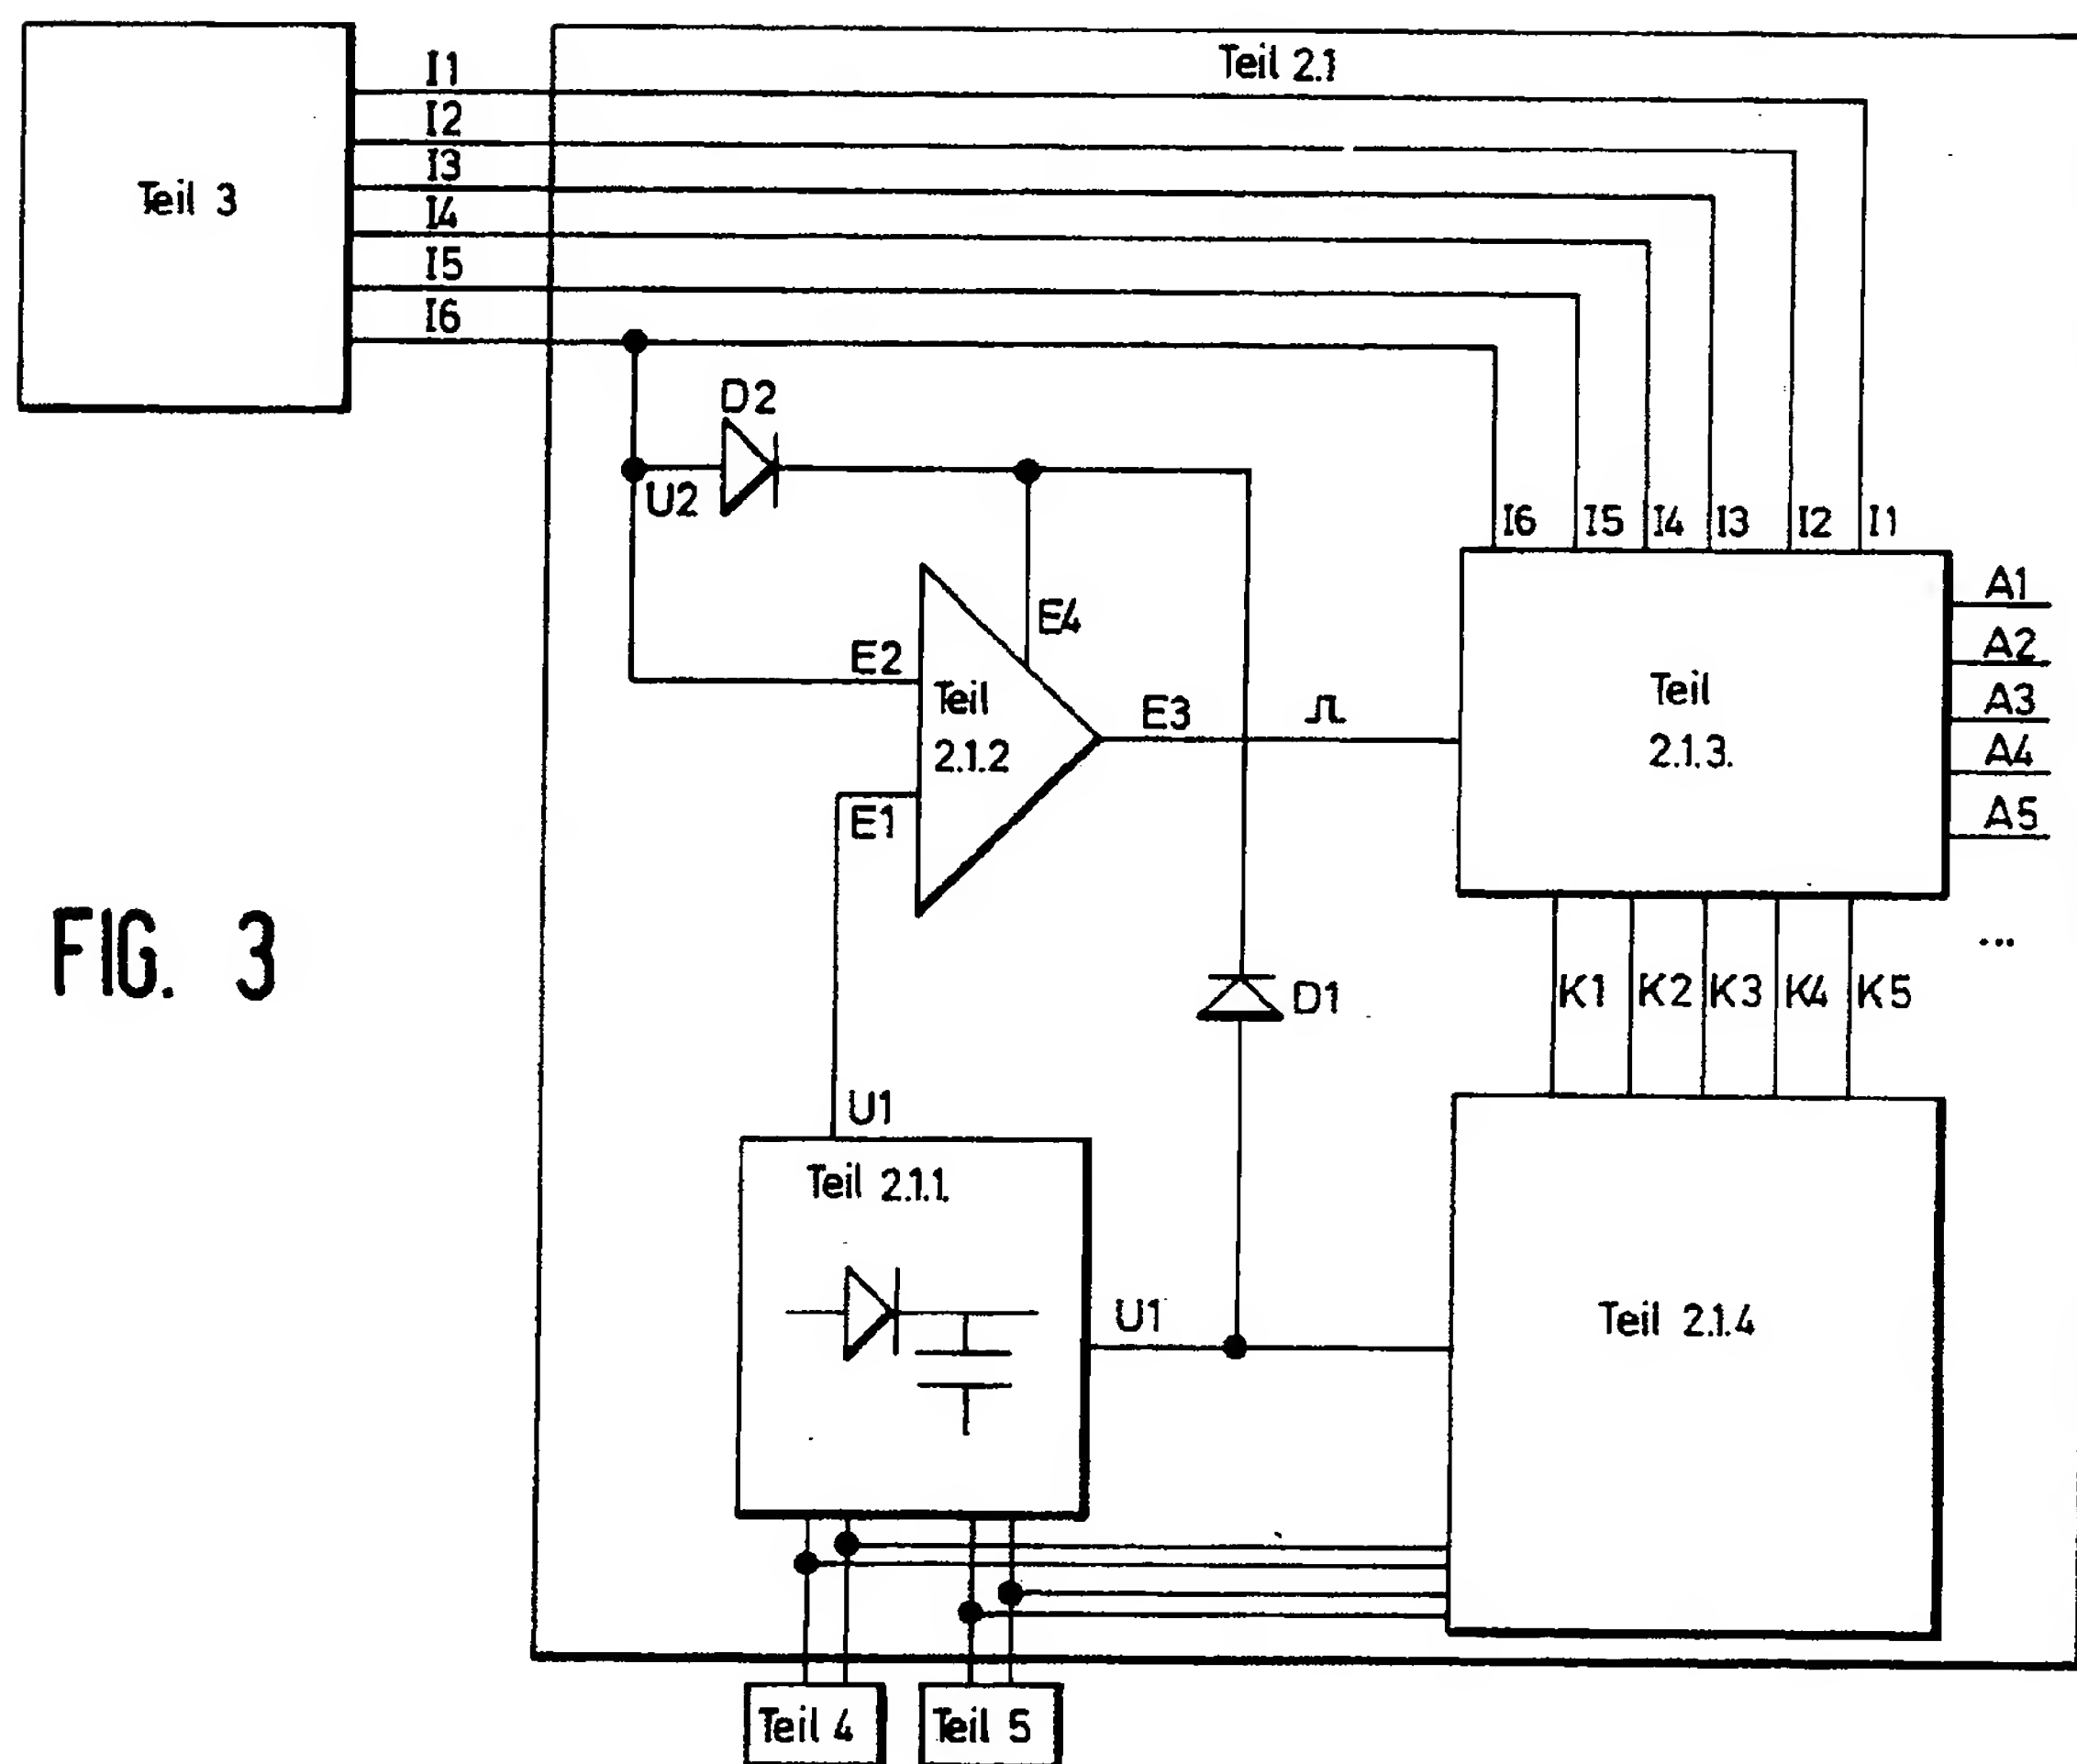 Teil 2.1
I1
I2
I3
I4
I5
I6
Teil 3
D2
U2
I6 I5 I4 I3 I2 I1
E4
E2
Teil
2.1.2
E3
E1
Teil
2.1.3.
A1
A2
A3
A4
A5
...
FIG. 3
D1
K1 K2 K3 K4 K5
U1
Teil 2.1.1.
U1
Teil 2.1.4
Teil 4
Teil 5